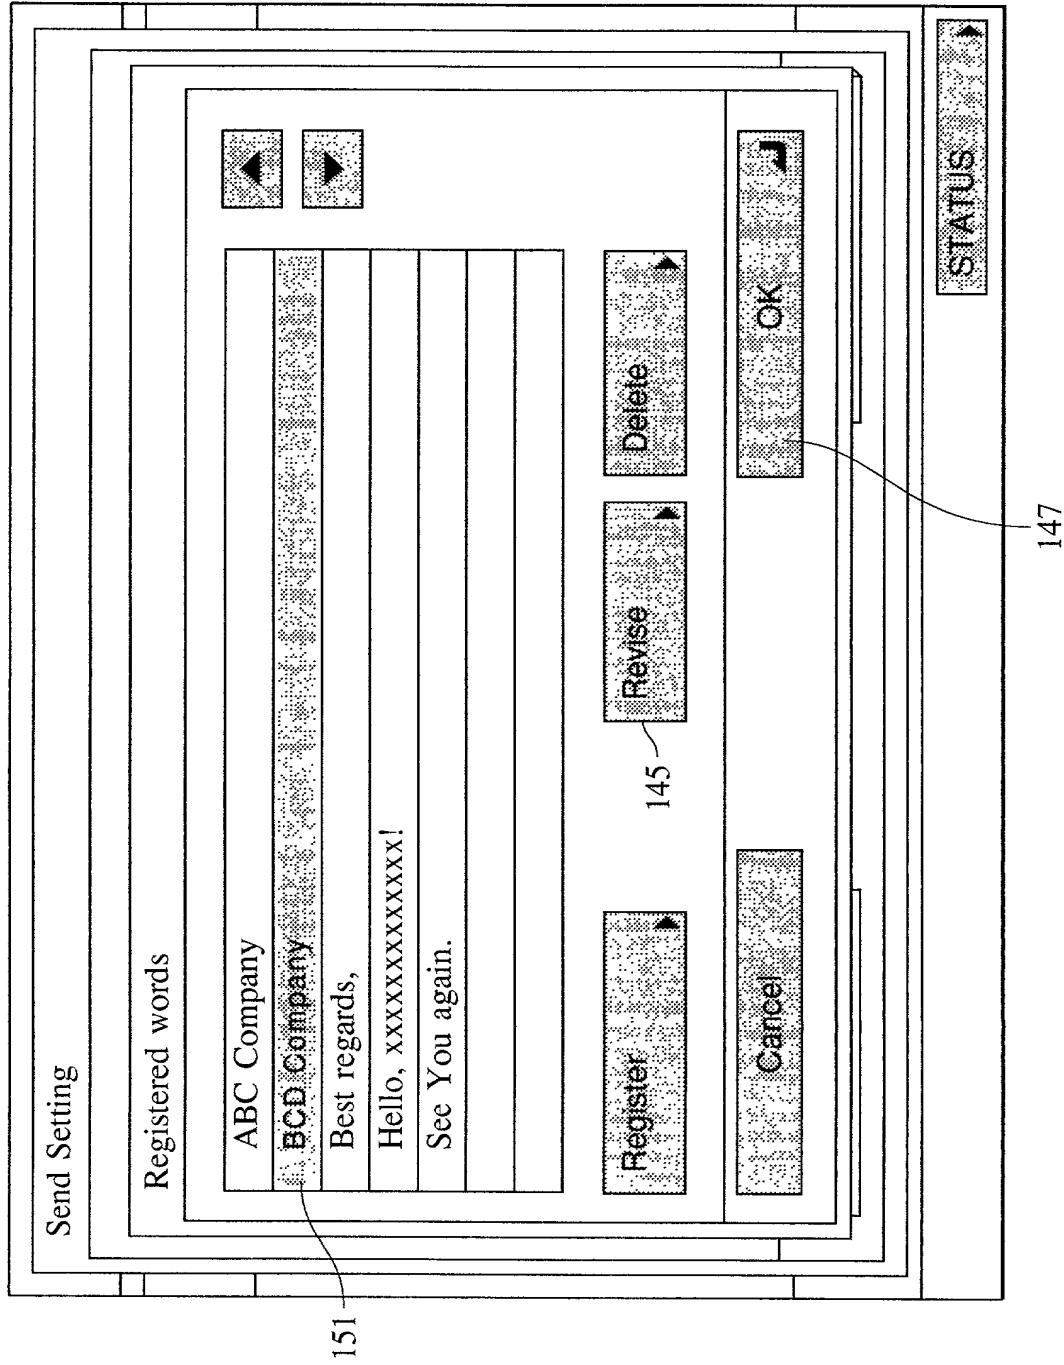 Send Setting
Registered words
ABC Company
BCD Company
Best regards,
Hello, xxxxxxxxxxxx!
See You again.
151
Register
Revise
Delete
145
Cancel
OK
147
STATUS